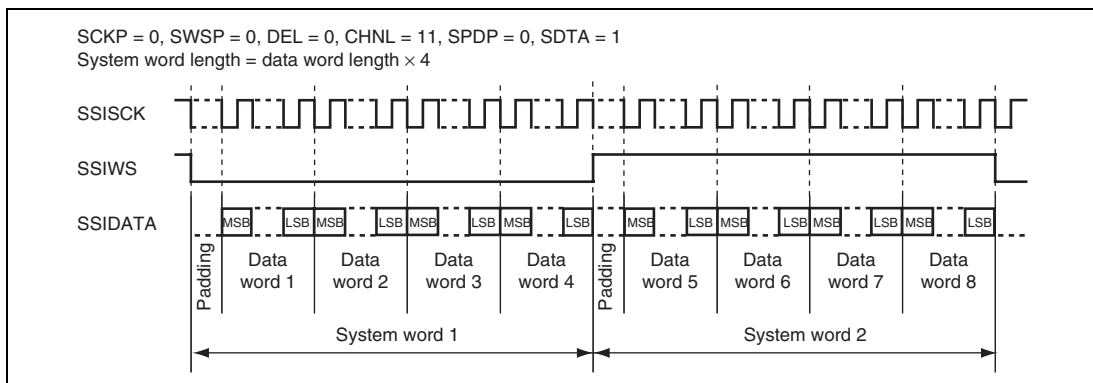 SCKP = 0, SWSP = 0, DEL = 0, CHNL = 11, SPDP = 0, SDTA = 1
System word length = data word length × 4
SSISCK
SSIWS
SSIDATA
MSB LSB MSB LSB MSB LSB MSB LSB MSB LSB MSB LSB MSB LSB MSB LSB
Padding
Data word 1
Data word 2
Data word 3
Data word 4
Padding
Data word 5
Data word 6
Data word 7
Data word 8
System word 1
System word 2